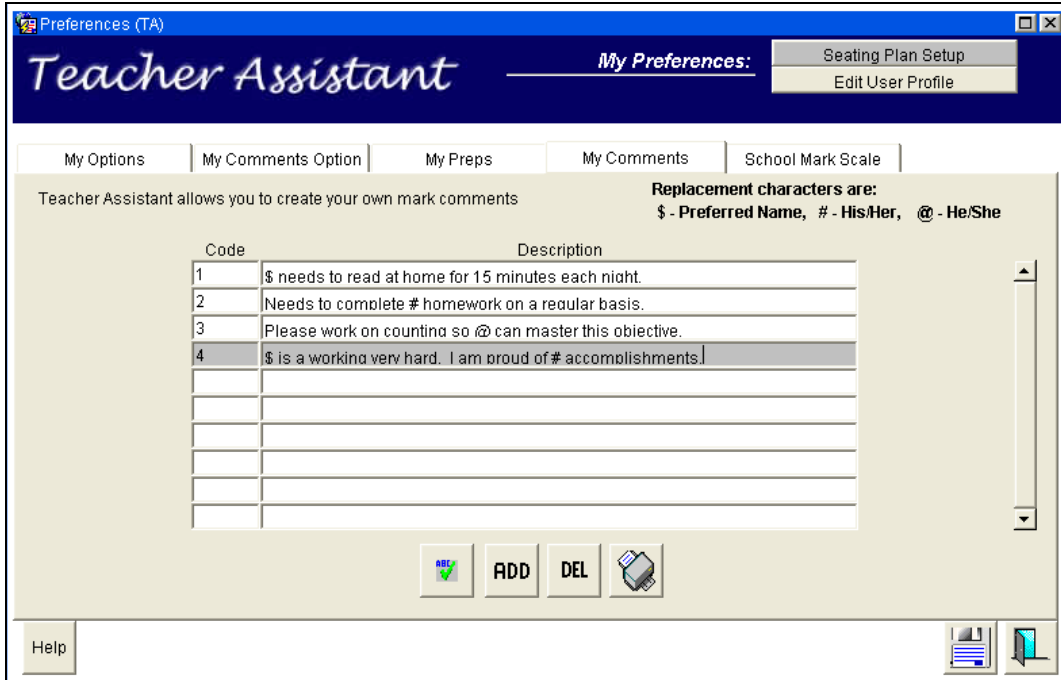 Preferences (TA)
Teacher Assistant
My Preferences:
Seating Plan Setup
Edit User Profile
My Options
My Comments Option
My Preps
My Comments
School Mark Scale
Teacher Assistant allows you to create your own mark comments
Replacement characters are:
$ - Preferred Name, # - His/Her, @ - He/She
Code Description
1 $ needs to read at home for 15 minutes each night.
2 Needs to complete # homework on a regular basis.
3 Please work on counting so @ can master this objective.
4 $ is a working very hard. I am proud of # accomplishments.
ABC
ADD
DEL
Help